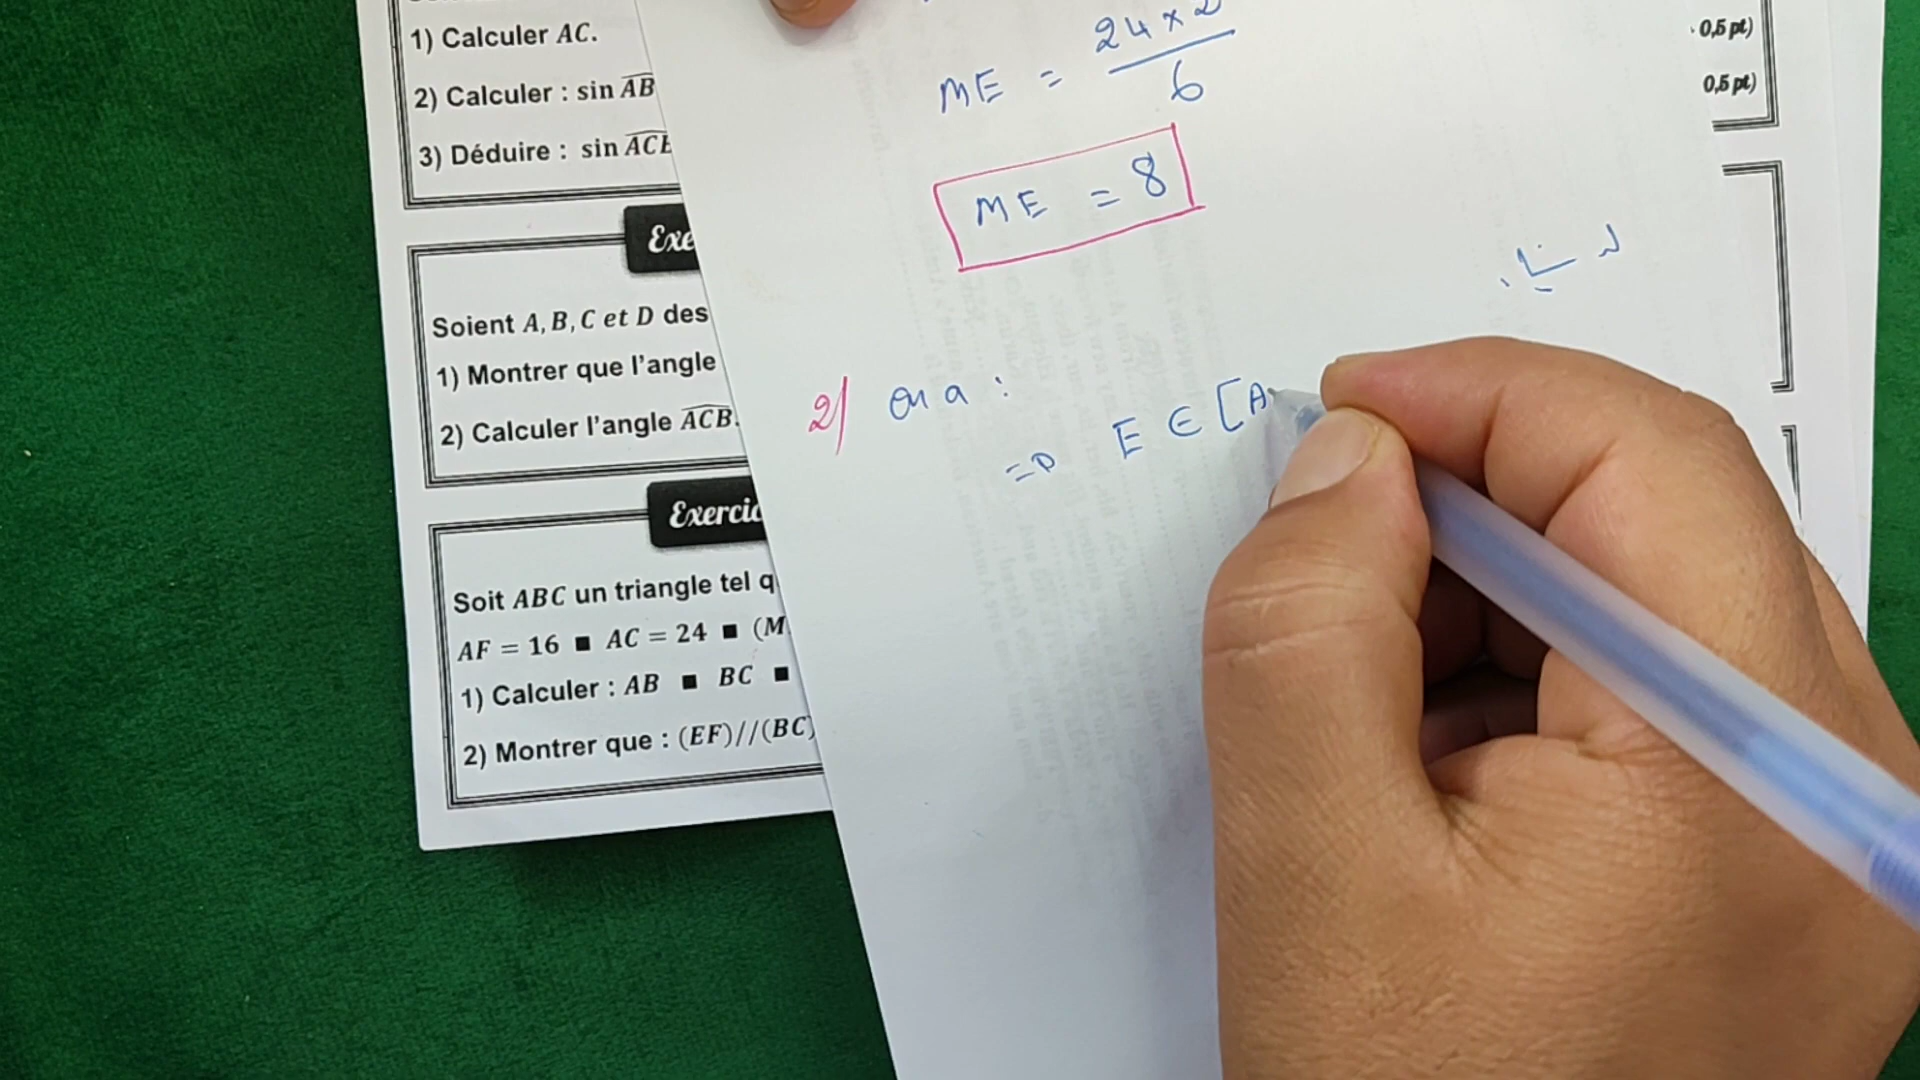 1) Calculer AC.
2) Calculer : sin AB
3) Déduire : sin ACB
Exe
Soient A, B, C et D des
1) Montrer que l'angle
2) Calculer l'angle ACB.
Exercic
Soit ABC un triangle tel q
AF = 16 ▪ AC = 24 ▪ (M
1) Calculer : AB ▪ BC ▪
2) Montrer que : (EF)//(BC)
0,5 pt)
0,5 pt)
ME = 24 × 2 / 6
ME = 8
2) on a :
=> E ∈ [A